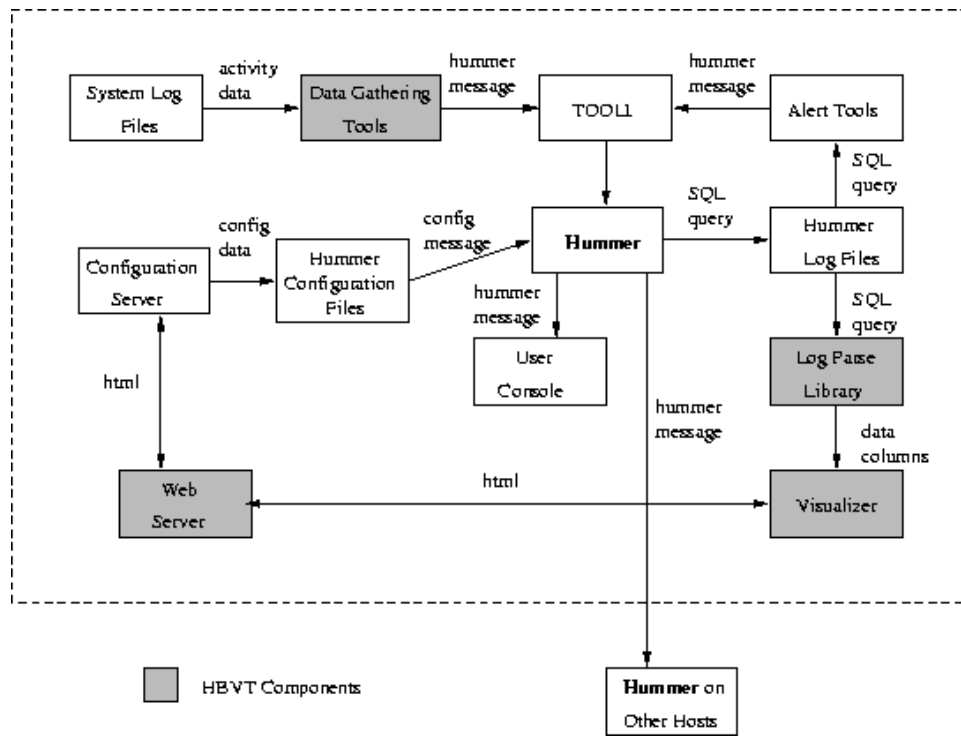 activity
data
hummer
message
hummer
message
System Log
Files
Data Gathering
Tools
TOOL1
Alert Tools
SQL
query
config
data
config
message
SQL
query
Configuration
Server
Hummer
Configuration
Files
Hummer
Hummer
Log Files
hummer
message
SQL
query
html
User
Console
Log Parse
Library
hummer
message
data
columns
Web
Server
html
Visualizer
HBVT Components
Hummer on
Other Hosts